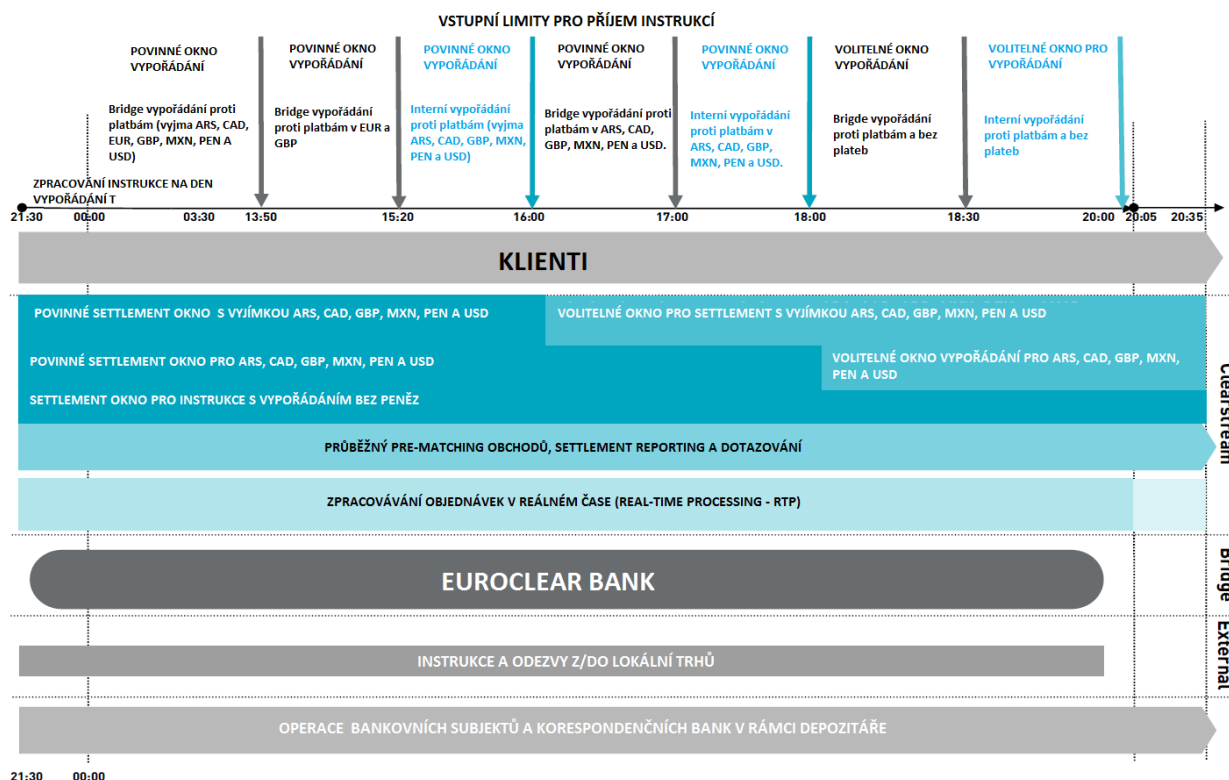 VSTUPNÍ LIMITY PRO PŘÍJEM INSTRUKCÍ
POVINNÉ OKNO
VYPOŘÁDÁNÍ
Bridge vypořádání proti
platbám (vyjma ARS, CAD,
EUR, GBP, MXN, PEN A
USD)
POVINNÉ OKNO
VYPOŘÁDÁNÍ
Bridge vypořádání
proti platbám v EUR a
GBP
POVINNÉ OKNO
VYPOŘÁDÁNÍ
Interní vypořádání
proti platbám (vyjma
ARS, CAD, GBP, MXN,
PEN a USD)
POVINNÉ OKNO
VYPOŘÁDÁNÍ
Bridge vypořádání proti
platbám v ARS, CAD,
GBP, MXN, PEN a USD.
POVINNÉ OKNO
VYPOŘÁDÁNÍ
Interní vypořádání
proti platbám v
ARS, CAD, GBP,
MXN, PEN a USD.
VOLITELNÉ OKNO
VYPOŘÁDÁNÍ
Brigde vypořádání
proti platbám a bez
plateb
VOLITELNÉ OKNO PRO
VYPOŘÁDÁNÍ
Interní vypořádání
proti platbám a bez
plateb
ZPRACOVÁNÍ INSTRUKCE NA DEN
VYPOŘÁDÁNÍ T
21:30 00:00 03:30 13:50 15:20 16:00 17:00 18:00 18:30 20:00 20:05 20:35
KLIENTI
POVINNÉ SETTLEMENT OKNO S VYJÍMKOU ARS, CAD, GBP, MXN, PEN A USD
VOLITELNÉ OKNO PRO SETTLEMENT S VYJÍMKOU ARS, CAD, GBP, MXN, PEN A USD
POVINNÉ SETTLEMENT OKNO PRO ARS, CAD, GBP, MXN, PEN A USD
VOLITELNÉ OKNO VYPOŘÁDÁNÍ PRO ARS, CAD, GBP, MXN,
PEN A USD
SETTLEMENT OKNO PRO INSTRUKCE S VYPOŘÁDÁNÍM BEZ PENĚZ
PRŮBĚŽNÝ PRE-MATCHING OBCHODŮ, SETTLEMENT REPORTING A DOTAZOVÁNÍ
ZPRACOVÁVÁNÍ OBJEDNÁVEK V REÁLNÉM ČASE (REAL-TIME PROCESSING - RTP)
Clearstream
EUROCLEAR BANK
Bridge
INSTRUKCE A ODEZVY Z/DO LOKÁLNÍ TRHŮ
External
OPERACE BANKOVNÍCH SUBJEKTŮ A KORESPONDENČNÍCH BANK V RÁMCI DEPOZITÁŘE
21:30 00:00